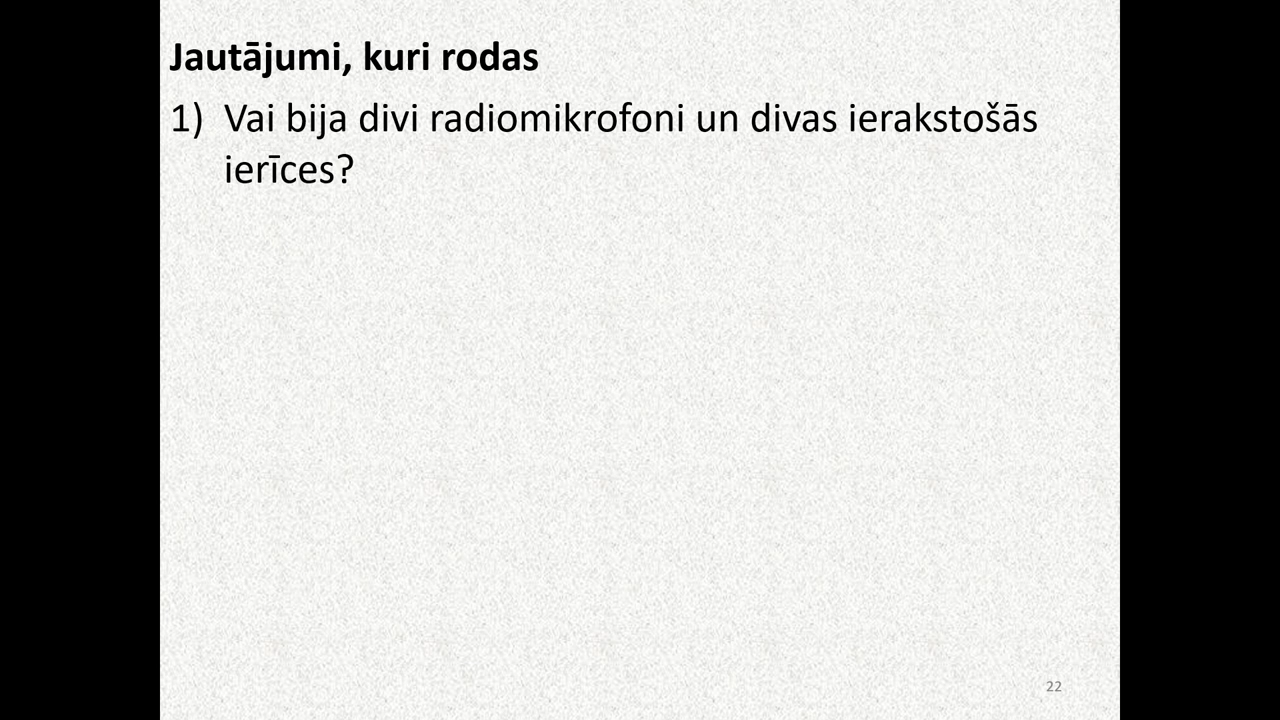 Jautājumi, kuri rodas
1) Vai bija divi radiomikrofoni un divas ierakstošās
ierīces?
22